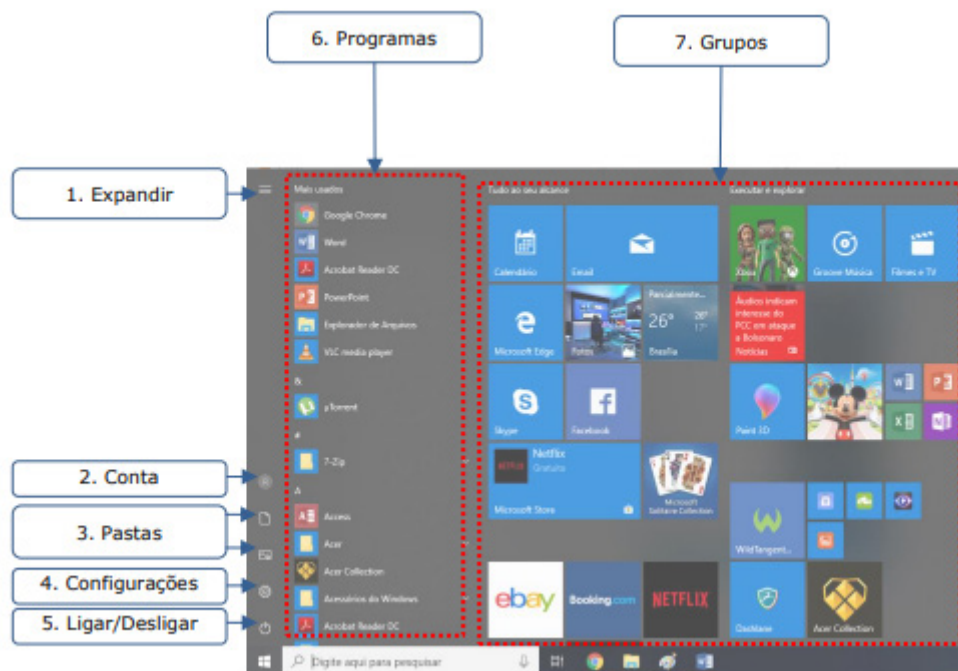 6. Programas
7. Grupos
1. Expandir
2. Conta
3. Pastas
4. Configurações
5. Ligar/Desligar
Mais usados
Google Chrome
Word
Acrobat Reader DC
PowerPoint
Explorador de Arquivos
VLC media player
&
µTorrent
#
7-Zip
A
Access
Acer
Acer Collection
Acessórios do Windows
Acrobat Reader DC
Tudo ao seu alcance
Calendário
Email
Microsoft Edge
Fotos
Parcialmente...
26° 26°
17°
Brasília
Skype
Facebook
Netflix
Gratuito
NETFLIX
Microsoft Store
Microsoft
Solitaire Collection
ebay
Booking.com
NETFLIX
Executar e explorar
Xbox
Groove Música
Filmes e TV
Áudios indicam
interesse do
PCC em ataque
a Bolsonaro
Notícias
Paint 3D
WildTangent...
Dashlane
Acer Collection
Digite aqui para pesquisar